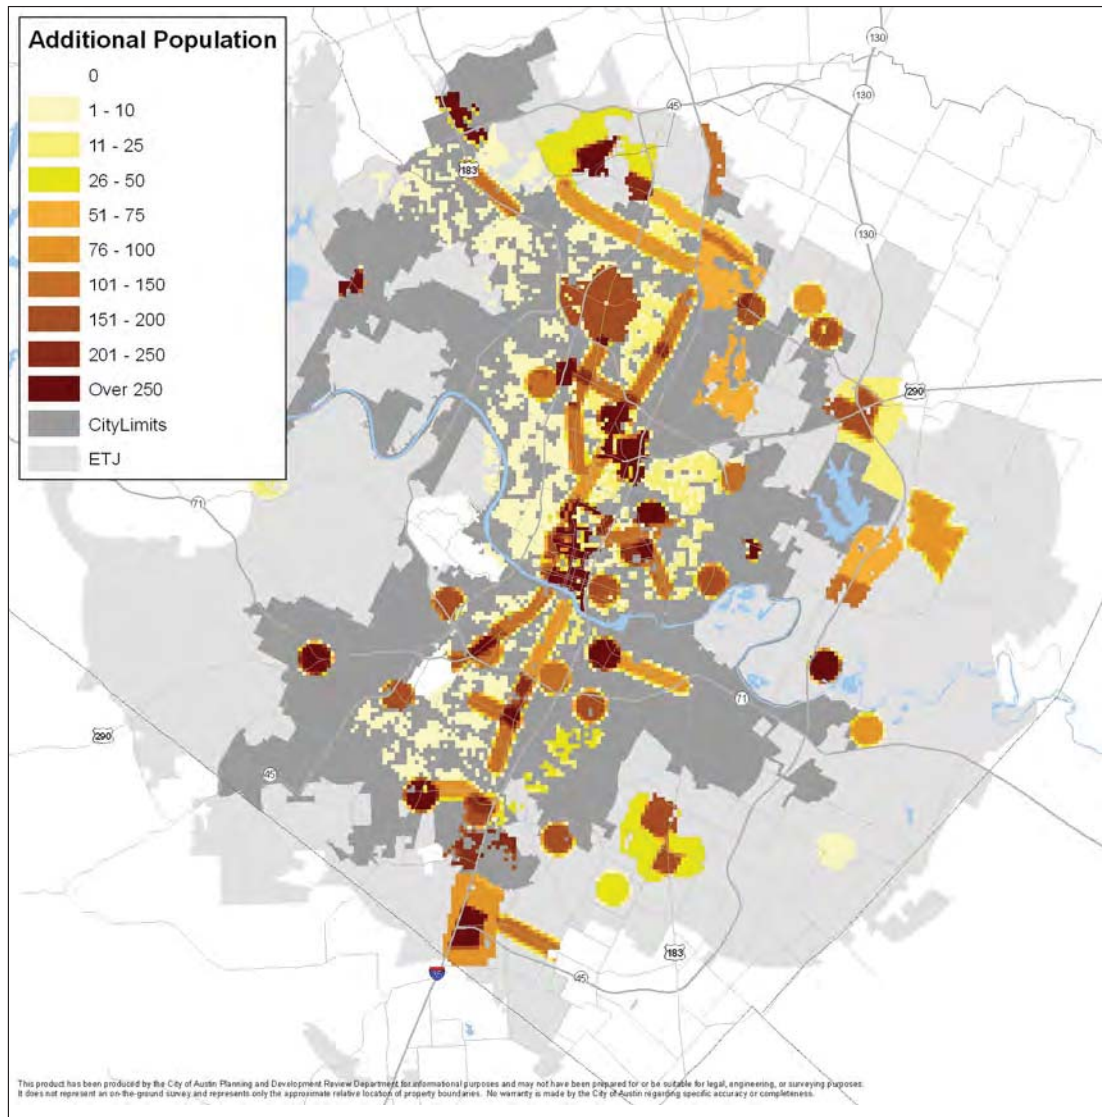 Additional Population
0
1 - 10
11 - 25
26 - 50
51 - 75
76 - 100
101 - 150
151 - 200
201 - 250
Over 250
CityLimits
ETJ
130
130
45
183
130
290
71
71
290
45
183
45
This product has been produced by the City of Austin Planning and Development Review Department for informational purposes and may not have been prepared for or be suitable for legal, engineering, or surveying purposes.
It does not represent an on-the-ground survey and represents only the approximate relative location of property boundaries. No warranty is made by the City of Austin regarding specific accuracy or completeness.